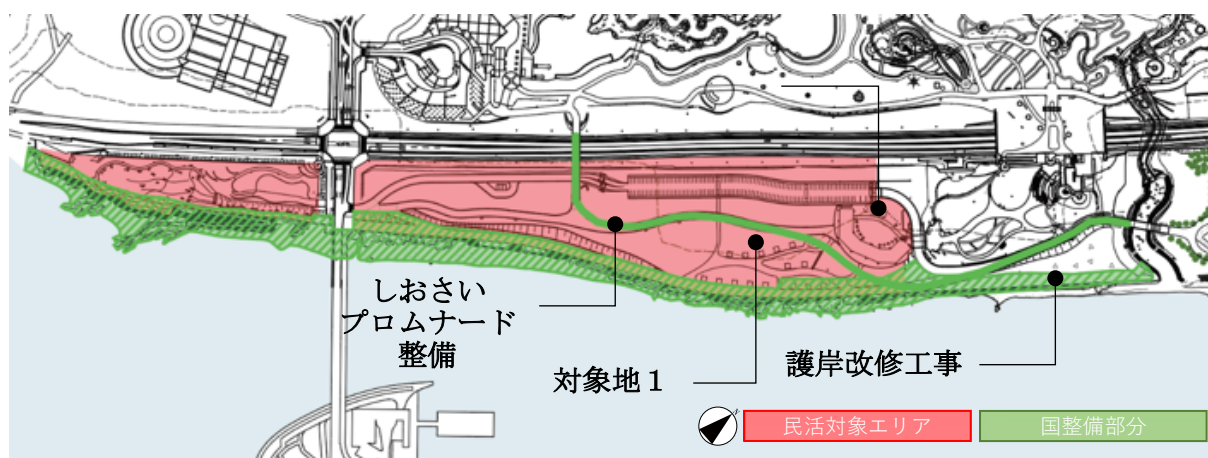 しおさい
プロムナード
整備
対象地１
護岸改修工事
民活対象エリア
国整備部分